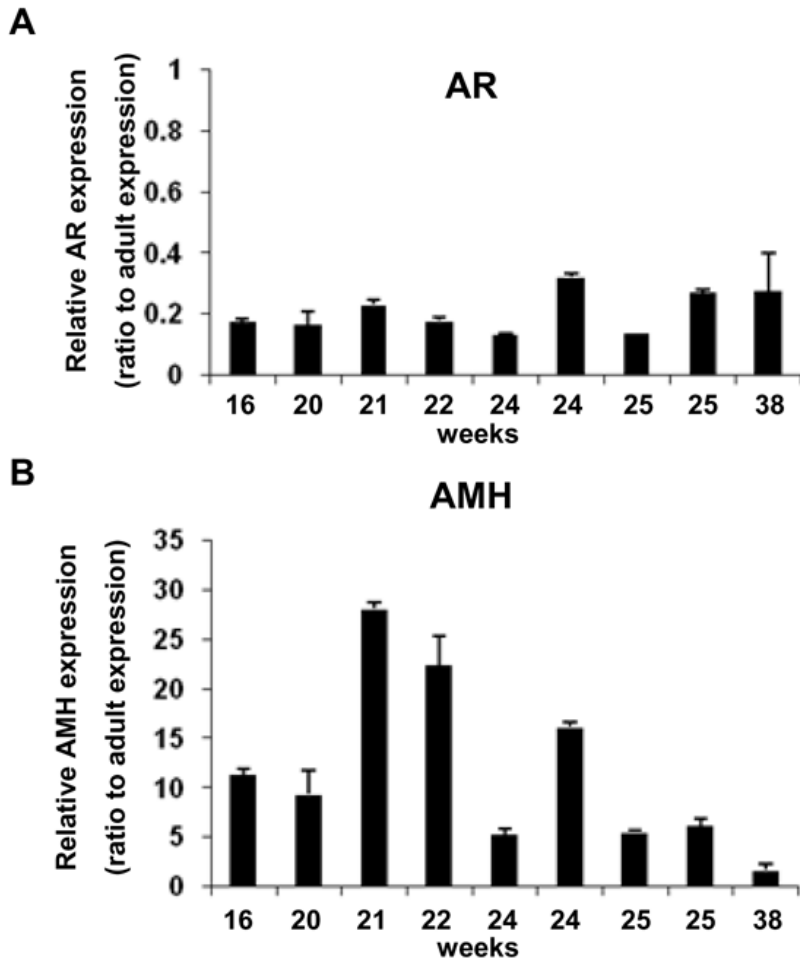 A
AR
Relative AR expression
(ratio to adult expression)
1
0.8
0.6
0.4
0.2
0
16 20 21 22 24 24 25 25 38
weeks
B
AMH
Relative AMH expression
(ratio to adult expression)
35
30
25
20
15
10
5
0
16 20 21 22 24 24 25 25 38
weeks